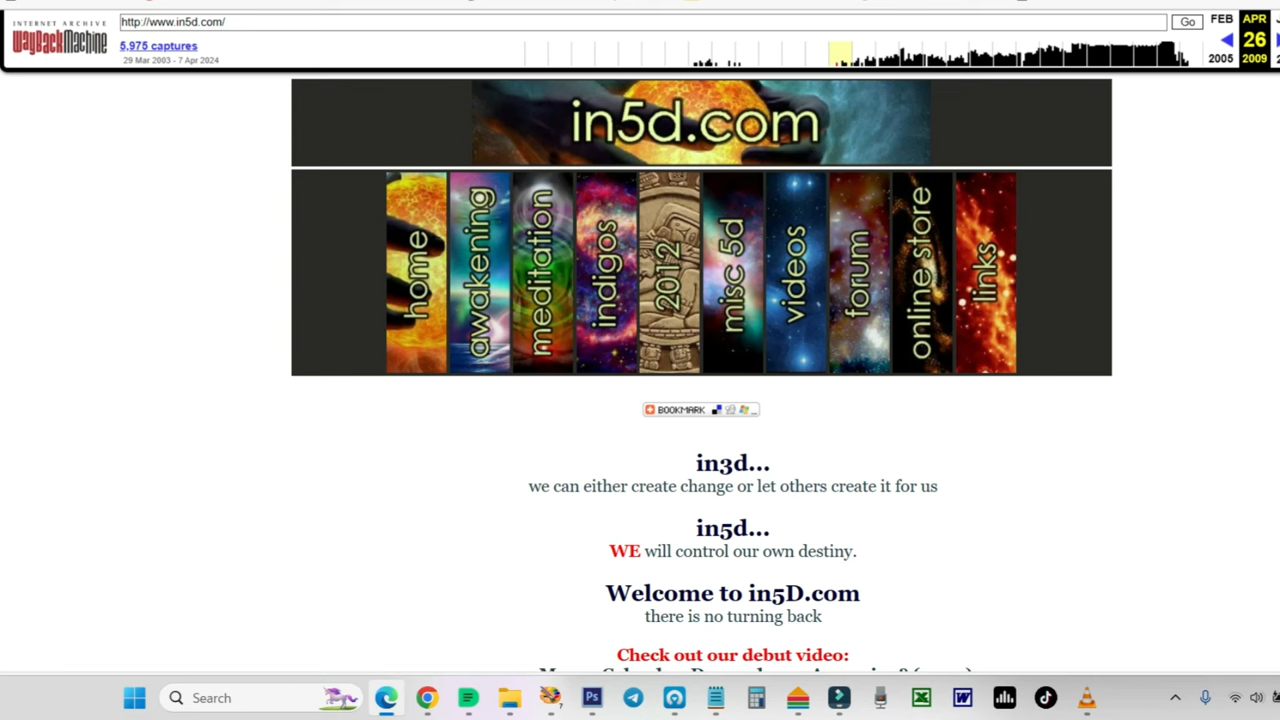 INTERNET ARCHIVE
WayBackMachine
http://www.in5d.com/
Go
FEB
APR
5,975 captures
26
29 Mar 2003 - 7 Apr 2024
2005
2009
in5d.com
home
awakening
meditation
indigos
2012
misc 5d
videos
forum
online store
links
BOOKMARK
in3d...
we can either create change or let others create it for us
in5d...
WE will control our own destiny.
Welcome to in5D.com
there is no turning back
Check out our debut video:
Search
Ps